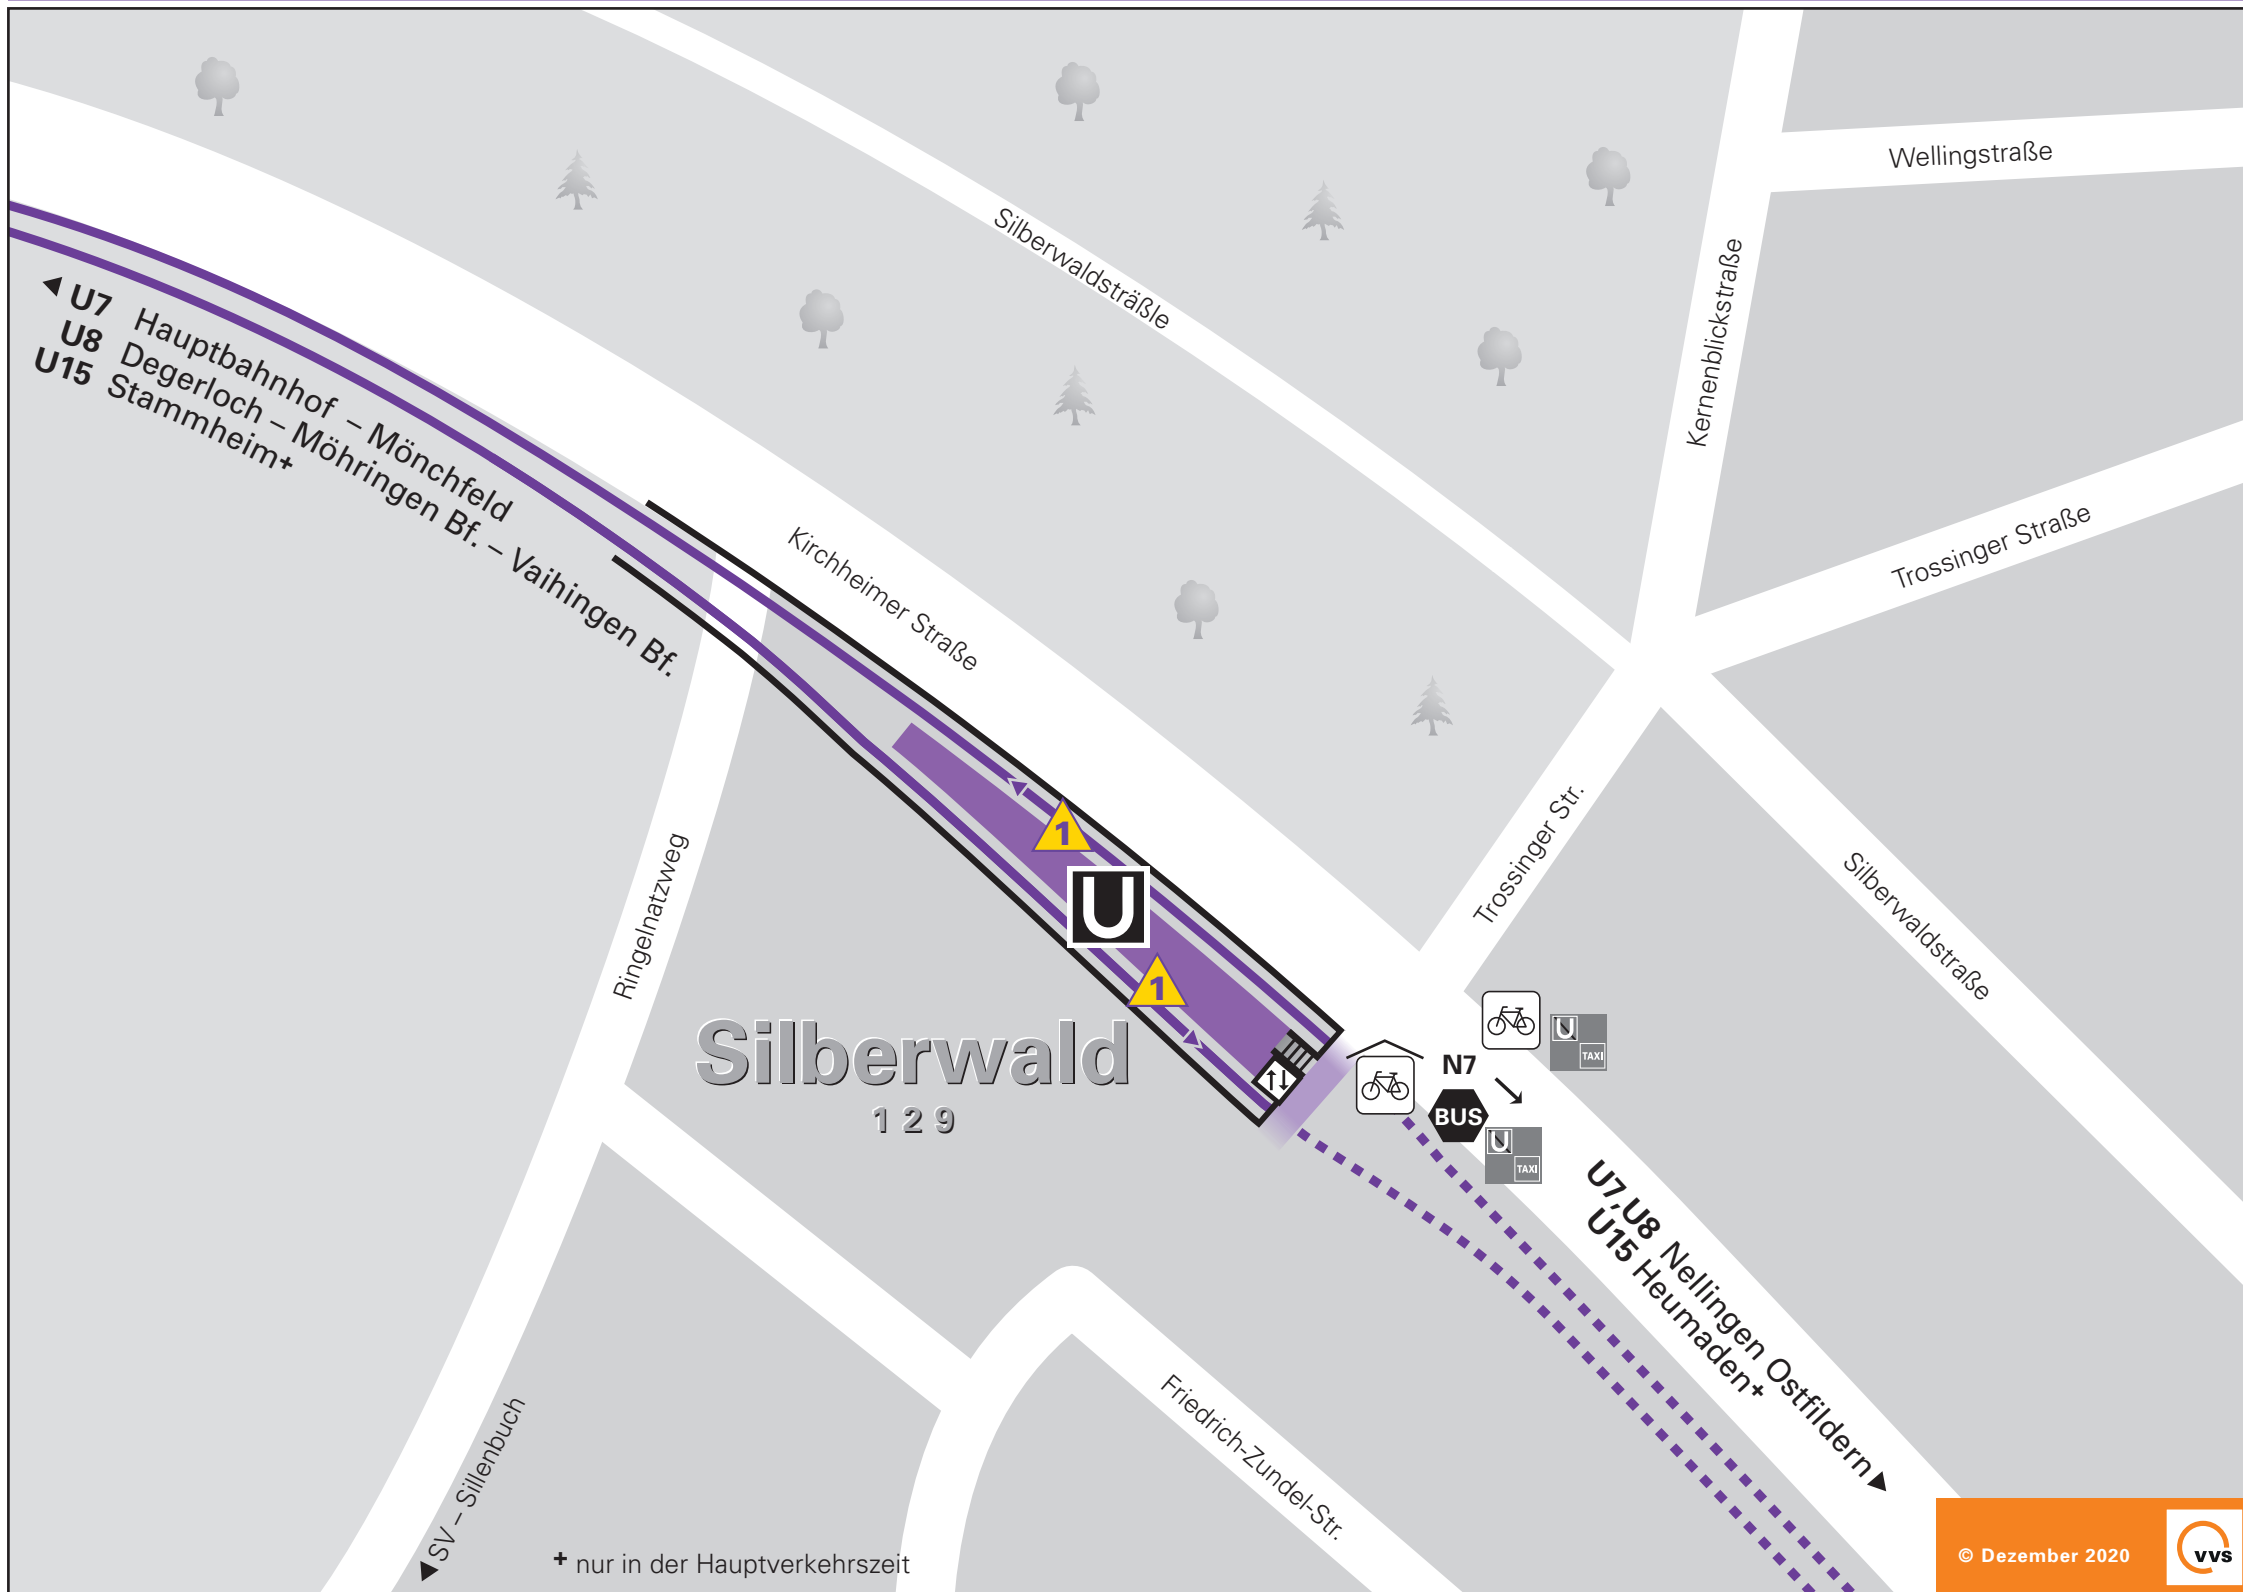 Wellingstraße
Silberwaldsträßle
Kernenblickstraße
U7 Hauptbahnhof – Mönchfeld
U8 Degerloch – Möhringen Bf. – Vaihingen Bf.
U15 Stammheim+
Trossinger Straße
Kirchheimer Straße
Trossinger Str.
1
U
Ringelnatzweg
Silberwaldstraße
1
Silberwald
129
U
TAXI
N7
BUS
U
TAXI
U7,U8 Nellingen Ostfildern
U15 Heumaden+
Friedrich-Zundel-Str.
SV – Sillenbuch
+ nur in der Hauptverkehrszeit
© Dezember 2020
VVS